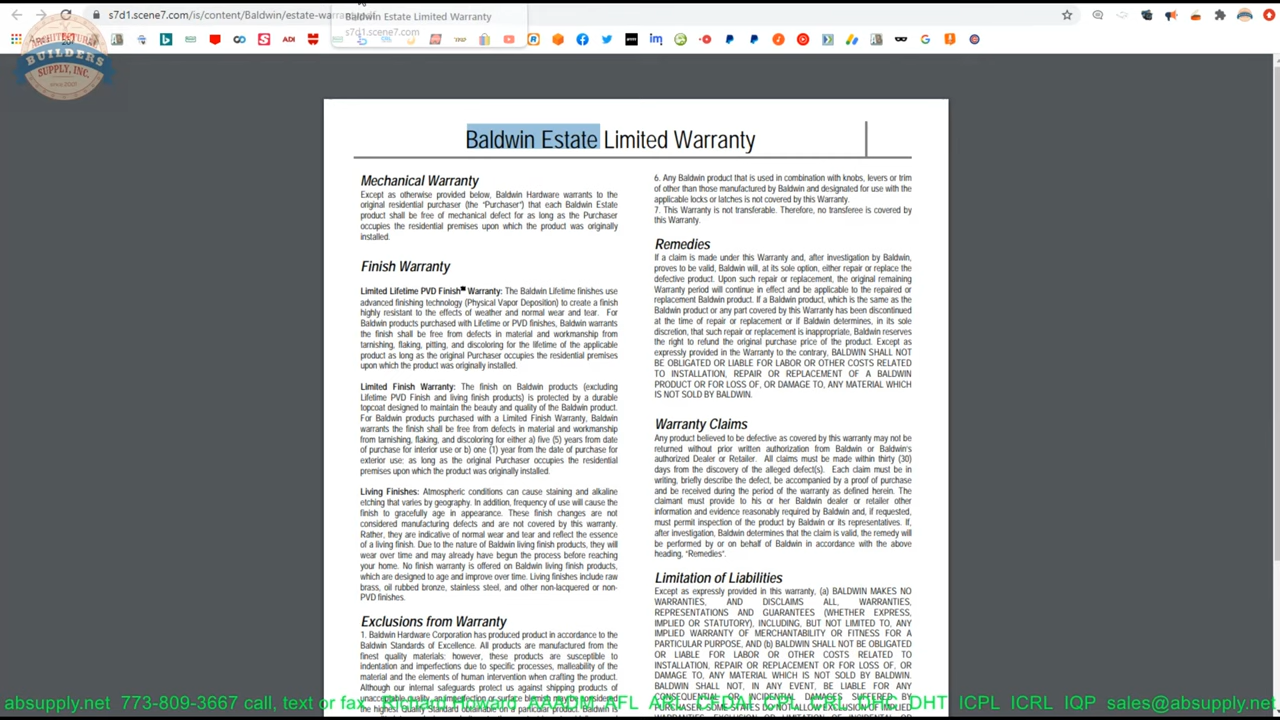 s7d1.scene7.com/is/content/Baldwin/estate-warranty
Baldwin Estate Limited Warranty
s7d1.scene7.com
ARCHITECTURAL
BUILDERS
SUPPLY, INC.
since 2007
Baldwin Estate Limited Warranty
Mechanical Warranty
Except as otherwise provided below, Baldwin Hardware warrants to the
original residential purchaser (the "Purchaser") that each Baldwin Estate
product shall be free of mechanical defect for as long as the Purchaser
occupies the residential premises upon which the product was originally
installed.
Finish Warranty
Limited Lifetime PVD Finish Warranty: The Baldwin Lifetime finishes use
advanced finishing technology (Physical Vapor Deposition) to create a finish
highly resistant to the effects of weather and normal wear and tear. For
Baldwin products purchased with Lifetime or PVD finishes, Baldwin warrants
the finish shall be free from defects in material and workmanship from
tarnishing, flaking, pitting, and discoloring for the lifetime of the applicable
product as long as the original Purchaser occupies the residential premises
upon which the product was originally installed.
Limited Finish Warranty: The finish on Baldwin products (excluding
Lifetime PVD Finish and living finish products) is protected by a durable
topcoat designed to maintain the beauty and quality of the Baldwin product.
For Baldwin products purchased with a Limited Finish Warranty, Baldwin
warrants the finish shall be free from defects in material and workmanship
from tarnishing, flaking, and discoloring for either a) five (5) years from date
of purchase for interior use or b) one (1) year from the date of purchase for
exterior use; as long as the original Purchaser occupies the residential
premises upon which the product was originally installed.
Living Finishes: Atmospheric conditions can cause staining and alkaline
etching that varies by geography. In addition, frequency of use will cause the
finish to gracefully age in appearance. These finish changes are not
considered manufacturing defects and are not covered by this warranty.
Rather, they are indicative of normal wear and tear and reflect the essence
of a living finish. Due to the nature of Baldwin living finish products, they will
wear over time and may already have begun the process before reaching
your home. No finish warranty is offered on Baldwin living finish products,
which are designed to age and improve over time. Living finishes include raw
brass, oil rubbed bronze, stainless steel, and other non-lacquered or non-
PVD finishes.
Exclusions from Warranty
1. Baldwin Hardware Corporation has produced product in accordance to the
Baldwin Standards of Excellence. All products are manufactured from the
finest quality materials: however, these products are susceptible to
indentation and imperfections due to specific processes, malleability of the
material and the elements of human intervention when crafting the product.
Although our internal safeguards protect us against shipping products of
unacceptable quality, an imperfection or surface blemish may be considered
the highest Quality Standard obtainable on a particular product. Baldwin is
6. Any Baldwin product that is used in combination with knobs, levers or trim
of other than those manufactured by Baldwin and designated for use with the
applicable locks or latches is not covered by this Warranty.
7. This Warranty is not transferable. Therefore, no transferee is covered by
this Warranty.
Remedies
If a claim is made under this Warranty and, after investigation by Baldwin,
proves to be valid, Baldwin will, at its sole option, either repair or replace the
defective product. Upon such repair or replacement, the original remaining
Warranty period will continue in effect and be applicable to the repaired or
replacement Baldwin product. If a Baldwin product, which is the same as the
Baldwin product or any part covered by this Warranty has been discontinued
at the time of repair or replacement or if Baldwin determines, in its sole
discretion, that such repair or replacement is inappropriate, Baldwin reserves
the right to refund the original purchase price of the product. Except as
expressly provided in the Warranty to the contrary, BALDWIN SHALL NOT
BE OBLIGATED OR LIABLE FOR LABOR OR OTHER COSTS RELATED
TO INSTALLATION, REPAIR OR REPLACEMENT OF A BALDWIN
PRODUCT OR FOR LOSS OF, OR DAMAGE TO, ANY MATERIAL WHICH
IS NOT SOLD BY BALDWIN.
Warranty Claims
Any product believed to be defective as covered by this warranty may not be
returned without prior written authorization from Baldwin or Baldwin's
authorized Dealer or Retailer. All claims must be made within thirty (30)
days from the discovery of the alleged defect(s). Each claim must be in
writing, briefly describe the defect, be accompanied by a proof of purchase
and be received during the period of the warranty as defined herein. The
claimant must provide to his or her Baldwin dealer or retailer other
information and evidence reasonably required by Baldwin and, if requested,
must permit inspection of the product by Baldwin or its representatives. If,
after investigation, Baldwin determines that the claim is valid, the remedy will
be performed by or on behalf of Baldwin in accordance with the above
heading, "Remedies".
Limitation of Liabilities
Except as expressly provided in this warranty, (a) BALDWIN MAKES NO
WARRANTIES, AND DISCLAIMS ALL, WARRANTIES,
REPRESENTATIONS AND GUARANTEES (WHETHER EXPRESS,
IMPLIED OR STATUTORY), INCLUDING, BUT NOT LIMITED TO, ANY
IMPLIED WARRANTY OF MERCHANTABILITY OR FITNESS FOR A
PARTICULAR PURPOSE, AND (b) BALDWIN SHALL NOT BE OBLIGATED
OR LIABLE FOR LABOR OR OTHER COSTS RELATED TO
INSTALLATION, REPAIR OR REPLACEMENT OR FOR LOSS OF, OR
DAMAGE TO, ANY MATERIAL WHICH IS NOT SOLD BY BALDWIN.
BALDWIN SHALL NOT, IN ANY EVENT, BE LIABLE FOR ANY
CONSEQUENTIAL OR INCIDENTAL DAMAGES SUFFERED BY
absupply.net 773-809-3667 call, text or fax Richard Howard, AAADM, AFL
DHT ICPL ICRL IQP sales@absupply.net